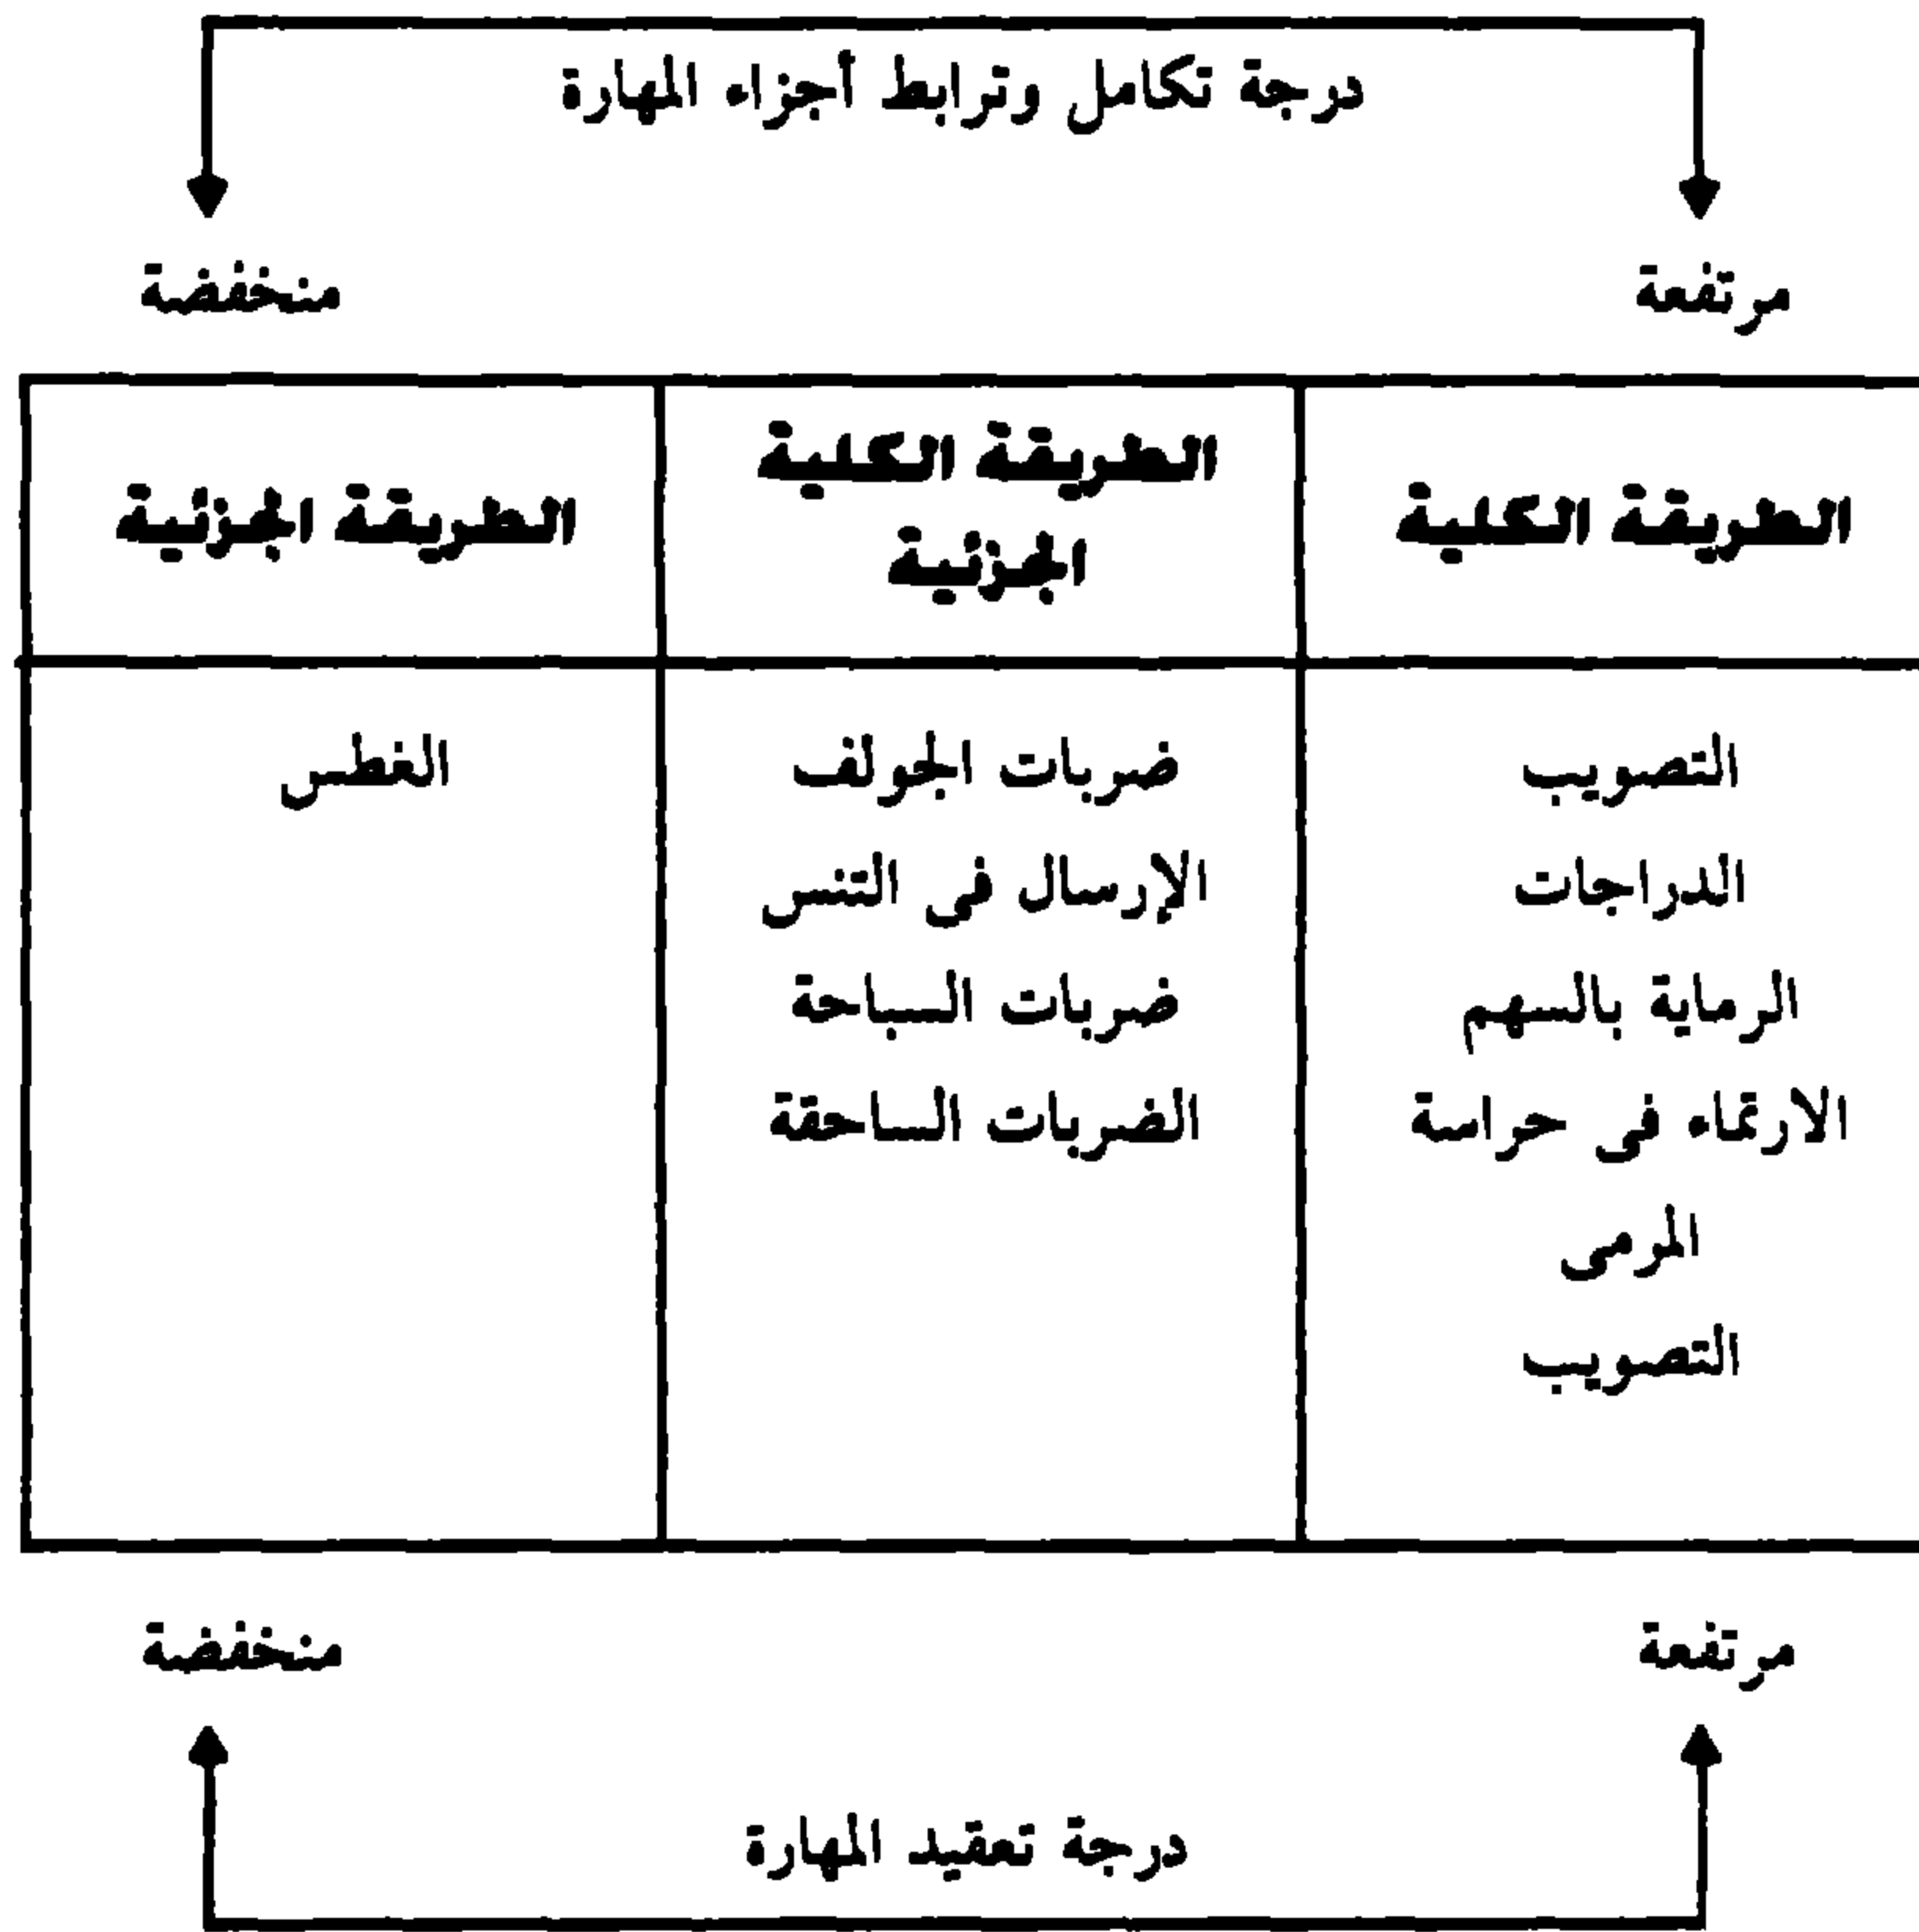 درجة تكامل وترابط أجزاء المهارة
مرتفعة
منخفضة
الطريقة الكلية
الطريقة الكلية
الجزئية
الطريقة الجزئية
التصويب
الدراجات
الرماية بالسهم
الارتماء فى حراسة
المرمى
التصويب
ضربات الجولف
الإرسال فى التنس
ضربات السباحة
الضربات الساحقة
الغطس
مرتفعة
منخفضة
درجة تعقيد المهارة